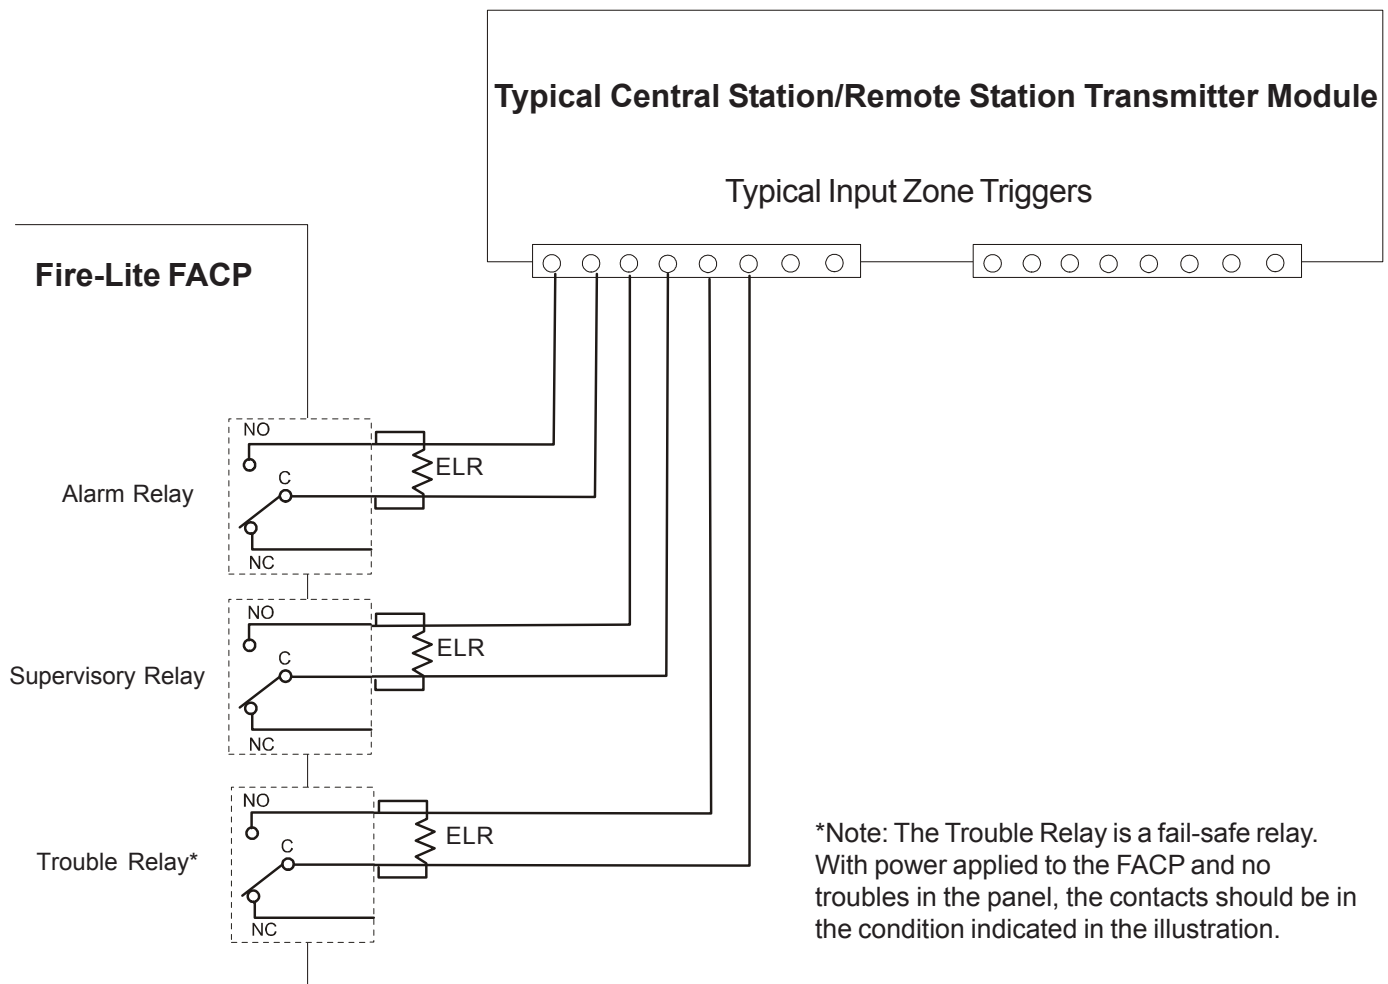 Typical Central Station/Remote Station Transmitter Module
Typical Input Zone Triggers
Fire-Lite FACP
NO
C
ELR
Alarm Relay
NC
NO
C
ELR
Supervisory Relay
NC
NO
C
ELR
Trouble Relay*
NC
*Note: The Trouble Relay is a fail-safe relay.
With power applied to the FACP and no
troubles in the panel, the contacts should be in
the condition indicated in the illustration.